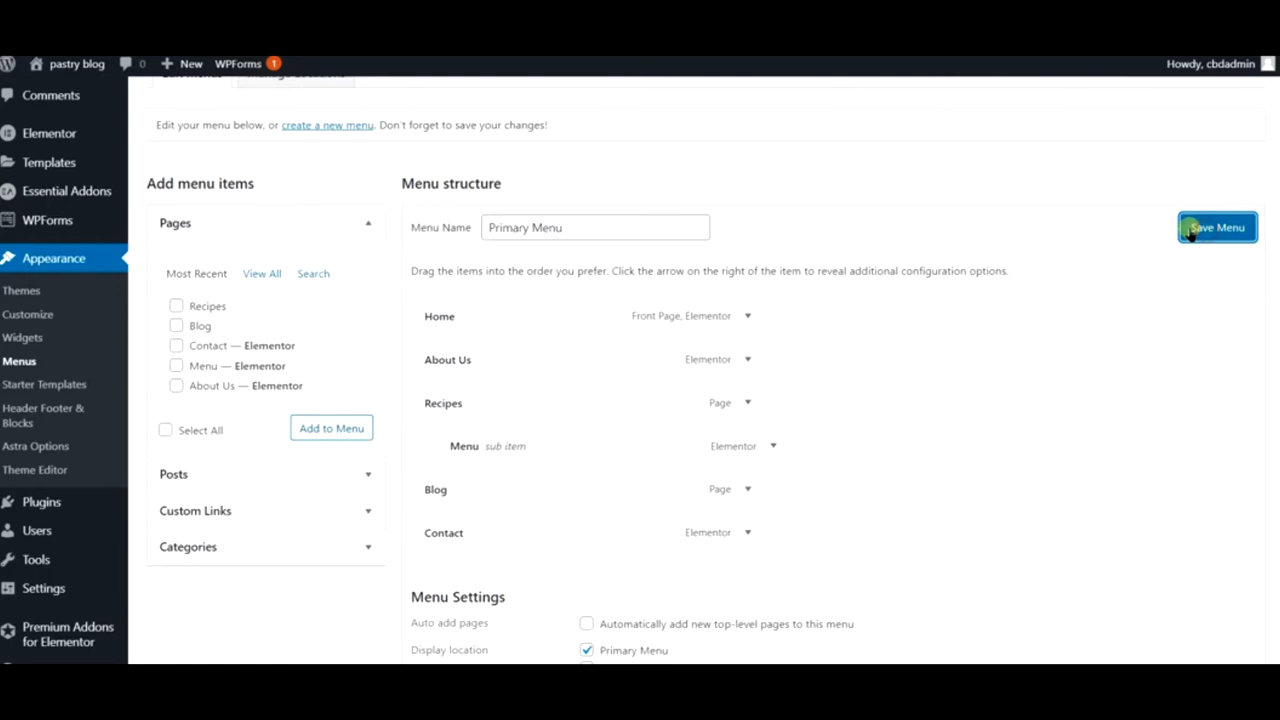 pastry blog 0 New WPForms 1 Howdy, cbdadmin
Comments
Elementor
Templates
Essential Addons
WPForms
Appearance
Themes
Customize
Widgets
Menus
Starter Templates
Header Footer &
Blocks
Astra Options
Theme Editor
Plugins
Users
Tools
Settings
Premium Addons
for Elementor
Edit your menu below, or create a new menu. Don't forget to save your changes!
Add menu items
Pages
Most Recent View All Search
Recipes
Blog
Contact — Elementor
Menu — Elementor
About Us — Elementor
Select All Add to Menu
Posts
Custom Links
Categories
Menu structure
Menu Name Primary Menu Save Menu
Drag the items into the order you prefer. Click the arrow on the right of the item to reveal additional configuration options.
Home Front Page, Elementor
About Us Elementor
Recipes Page
Menu sub item Elementor
Blog Page
Contact Elementor
Menu Settings
Auto add pages Automatically add new top-level pages to this menu
Display location Primary Menu